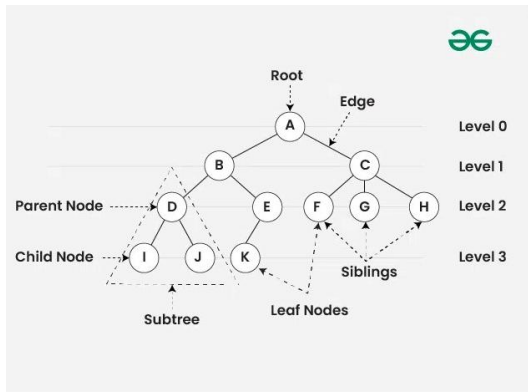 Root
Edge
A
Level 0
B
C
Level 1
Parent Node
D
E
F
G
H
Level 2
Child Node
I
J
K
Level 3
Siblings
Subtree
Leaf Nodes